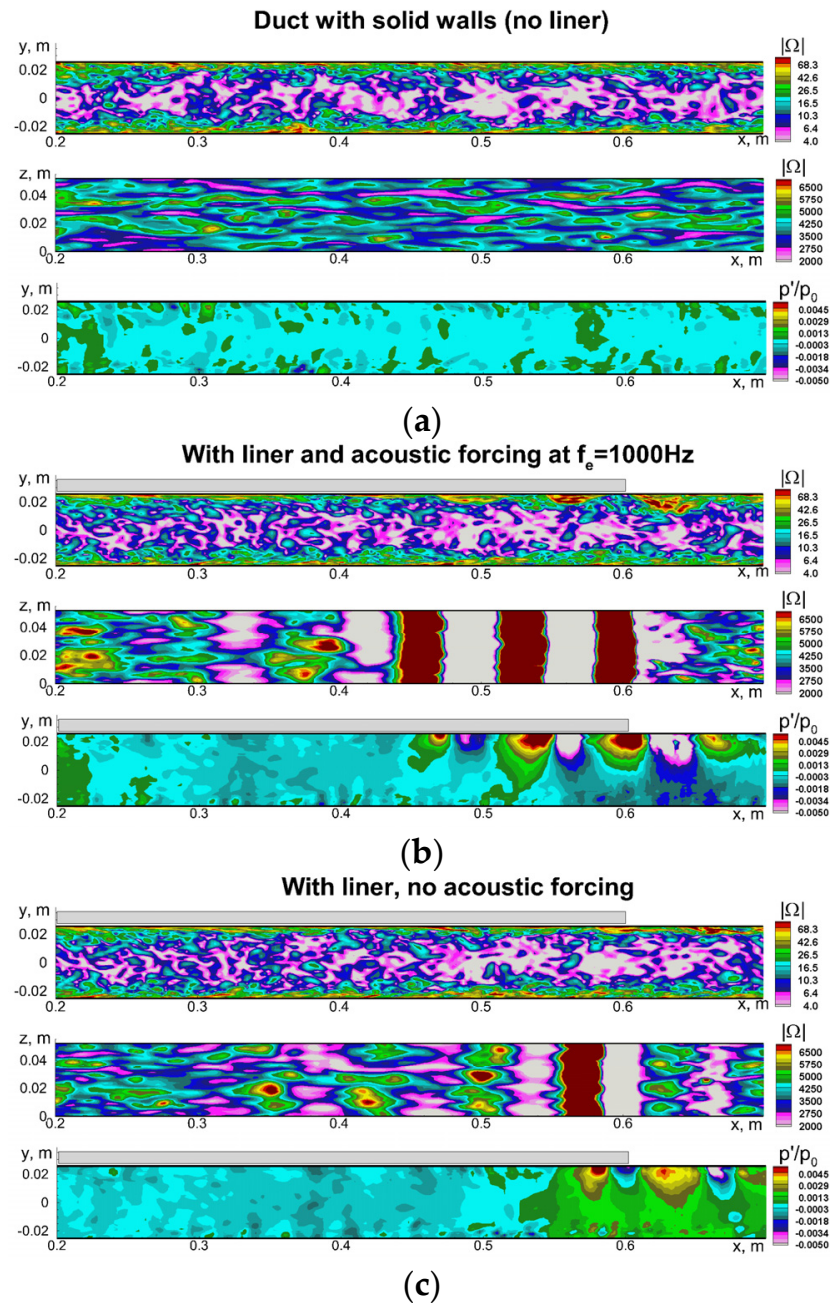 Duct with solid walls (no liner)
y, m
0.02
0
-0.02
0.2 0.3 0.4 0.5 0.6 x, m
|Ω|
68.3
42.6
26.5
16.5
10.3
6.4
4.0
z, m
0.04
0.02
0
0.2 0.3 0.4 0.5 0.6 x, m
|Ω|
6500
5750
5000
4250
3500
2750
2000
y, m
0.02
0
-0.02
0.2 0.3 0.4 0.5 0.6 x, m
p'/p0
0.0045
0.0029
0.0013
-0.0003
-0.0018
-0.0034
-0.0050
(a)
With liner and acoustic forcing at fe=1000Hz
y, m
0.02
0
-0.02
0.2 0.3 0.4 0.5 0.6 x, m
|Ω|
68.3
42.6
26.5
16.5
10.3
6.4
4.0
z, m
0.04
0.02
0
0.2 0.3 0.4 0.5 0.6 x, m
|Ω|
6500
5750
5000
4250
3500
2750
2000
y, m
0.02
0
-0.02
0.2 0.3 0.4 0.5 0.6 x, m
p'/p0
0.0045
0.0029
0.0013
-0.0003
-0.0018
-0.0034
-0.0050
(b)
With liner, no acoustic forcing
y, m
0.02
0
-0.02
0.2 0.3 0.4 0.5 0.6 x, m
|Ω|
68.3
42.6
26.5
16.5
10.3
6.4
4.0
z, m
0.04
0.02
0
0.2 0.3 0.4 0.5 0.6 x, m
|Ω|
6500
5750
5000
4250
3500
2750
2000
y, m
0.02
0
-0.02
0.2 0.3 0.4 0.5 0.6 x, m
p'/p0
0.0045
0.0029
0.0013
-0.0003
-0.0018
-0.0034
-0.0050
(c)